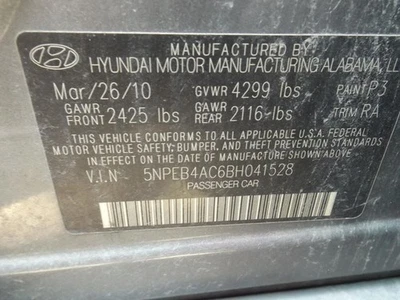 MANUFACTURED BY
HYUNDAI MOTOR MANUFACTURING ALABAMA, LL
Mar/26/10 GVWR 4299 lbs PAINT P3
GAWR FRONT 2425 lbs GAWR REAR 2116-lbs TRIM RA
THIS VEHICLE CONFORMS TO ALL APPLICABLE U.S.A. FEDERAL
MOTOR VEHICLE SAFETY, BUMPER, AND THEFT PREVENTION STANDARDS
IN EFFECT ON THE DATE OF MANUFACTURE SHOWN ABOVE.
V.I.N 5NPEB4AC6BH041528
PASSENGER CAR